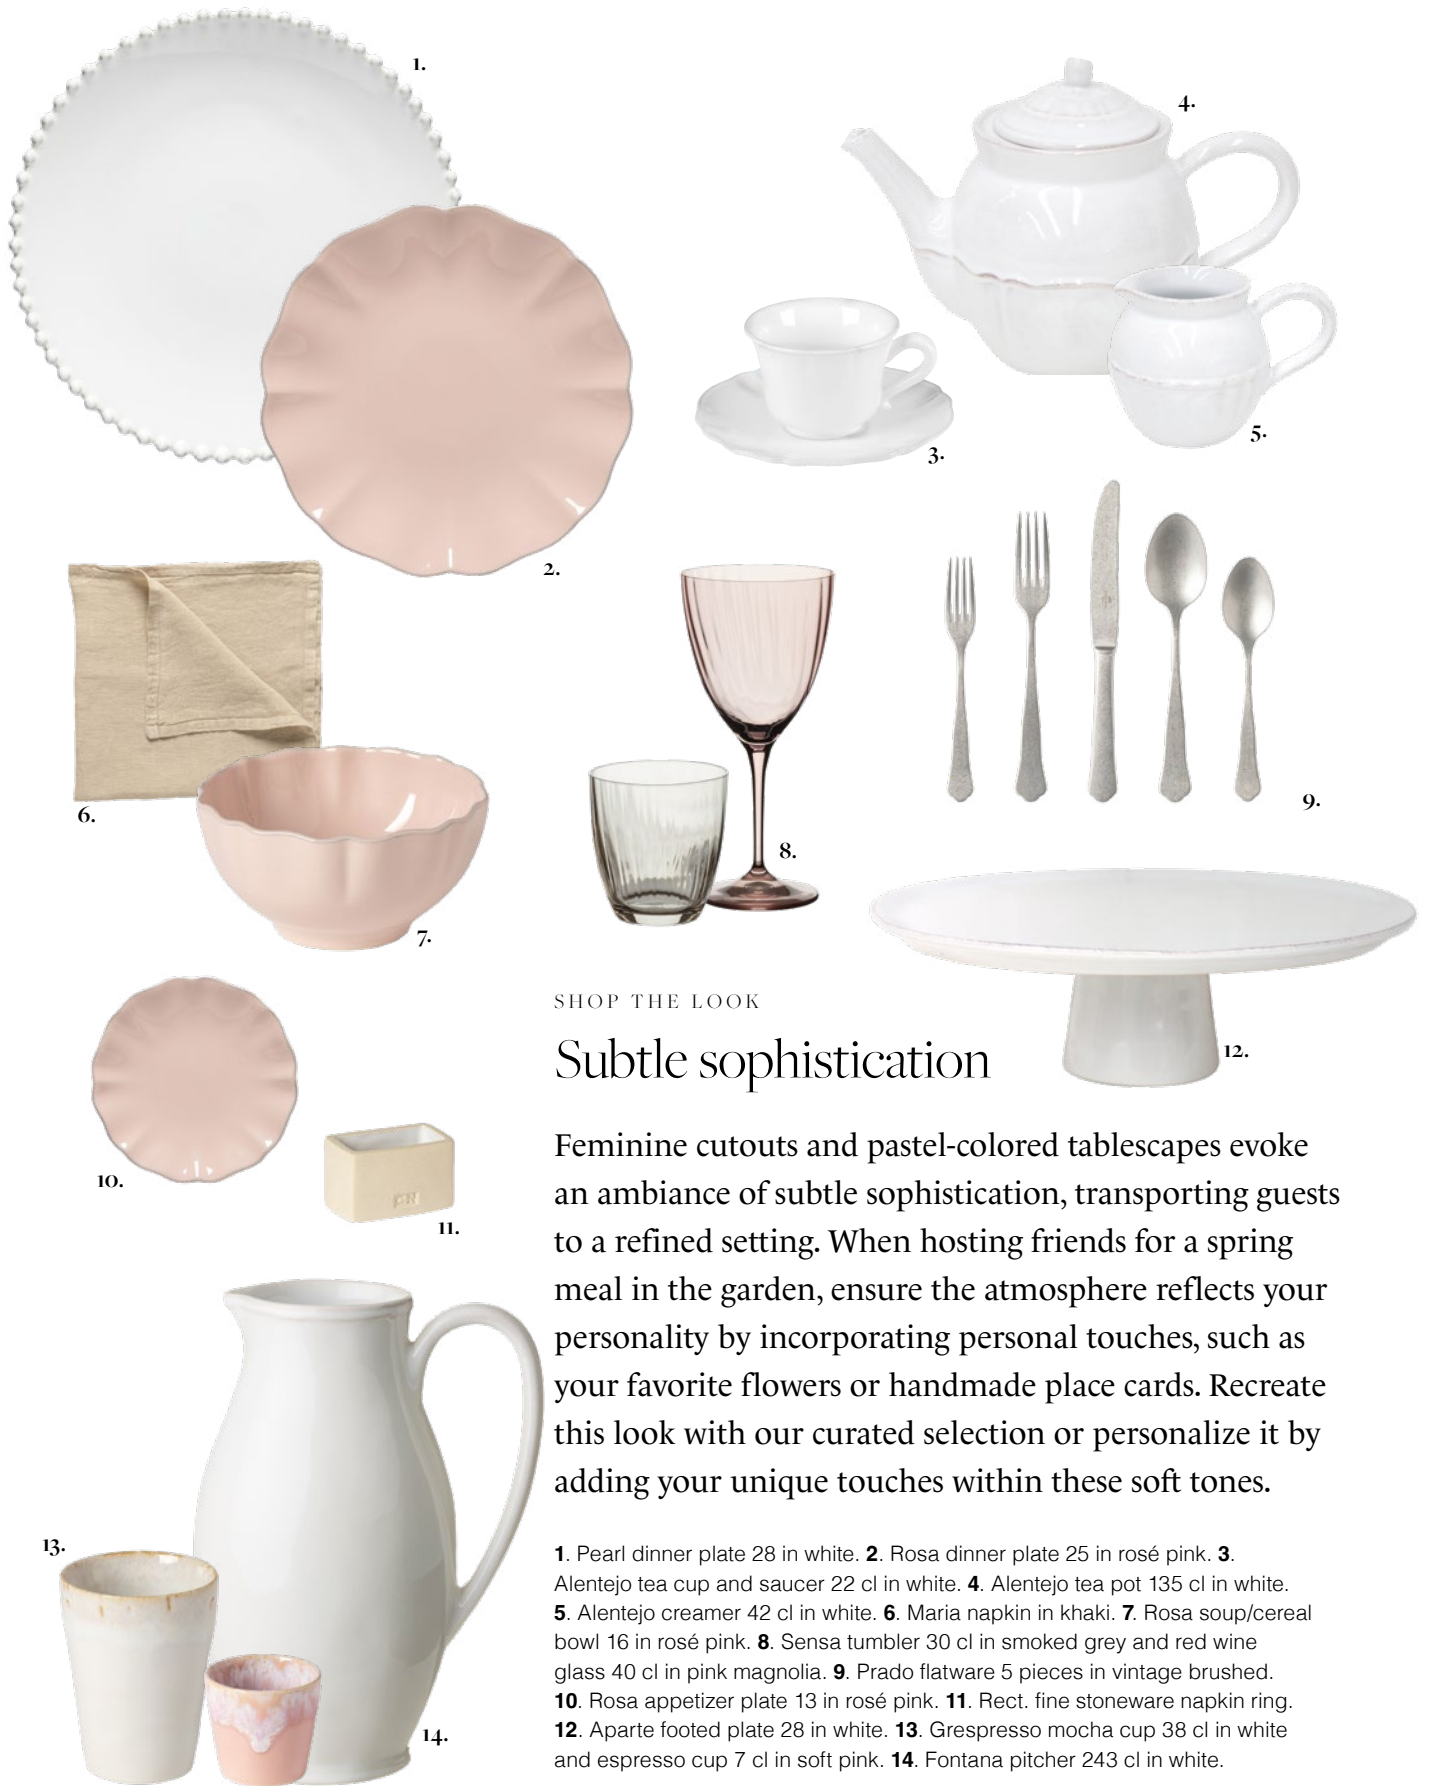 1.
4.
5.
3.
2.
6.
7.
8.
9.
12.
SHOP THE LOOK
Subtle sophistication
10.
11.
Feminine cutouts and pastel-colored tablescapes evoke
an ambiance of subtle sophistication, transporting guests
to a refined setting. When hosting friends for a spring
meal in the garden, ensure the atmosphere reflects your
personality by incorporating personal touches, such as
your favorite flowers or handmade place cards. Recreate
this look with our curated selection or personalize it by
adding your unique touches within these soft tones.
13.
14.
1. Pearl dinner plate 28 in white. 2. Rosa dinner plate 25 in rosé pink. 3.
Alentejo tea cup and saucer 22 cl in white. 4. Alentejo tea pot 135 cl in white.
5. Alentejo creamer 42 cl in white. 6. Maria napkin in khaki. 7. Rosa soup/cereal
bowl 16 in rosé pink. 8. Sensa tumbler 30 cl in smoked grey and red wine
glass 40 cl in pink magnolia. 9. Prado flatware 5 pieces in vintage brushed.
10. Rosa appetizer plate 13 in rosé pink. 11. Rect. fine stoneware napkin ring.
12. Aparte footed plate 28 in white. 13. Grespresso mocha cup 38 cl in white
and espresso cup 7 cl in soft pink. 14. Fontana pitcher 243 cl in white.